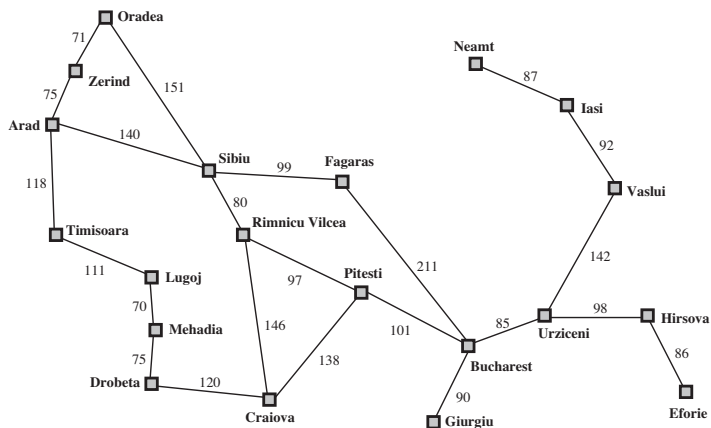 Oradea
71
Neamt
Zerind
87
151
75
Iasi
Arad
140
92
Sibiu
Fagaras
99
118
Vaslui
80
Timisoara
Rimnicu Vilcea
142
111
Pitesti
211
Lugoj
97
70
98
Hirsova
146
85
Mehadia
101
Urziceni
138
86
75
Bucharest
Drobeta
120
90
Craiova
Eforie
Giurgiu